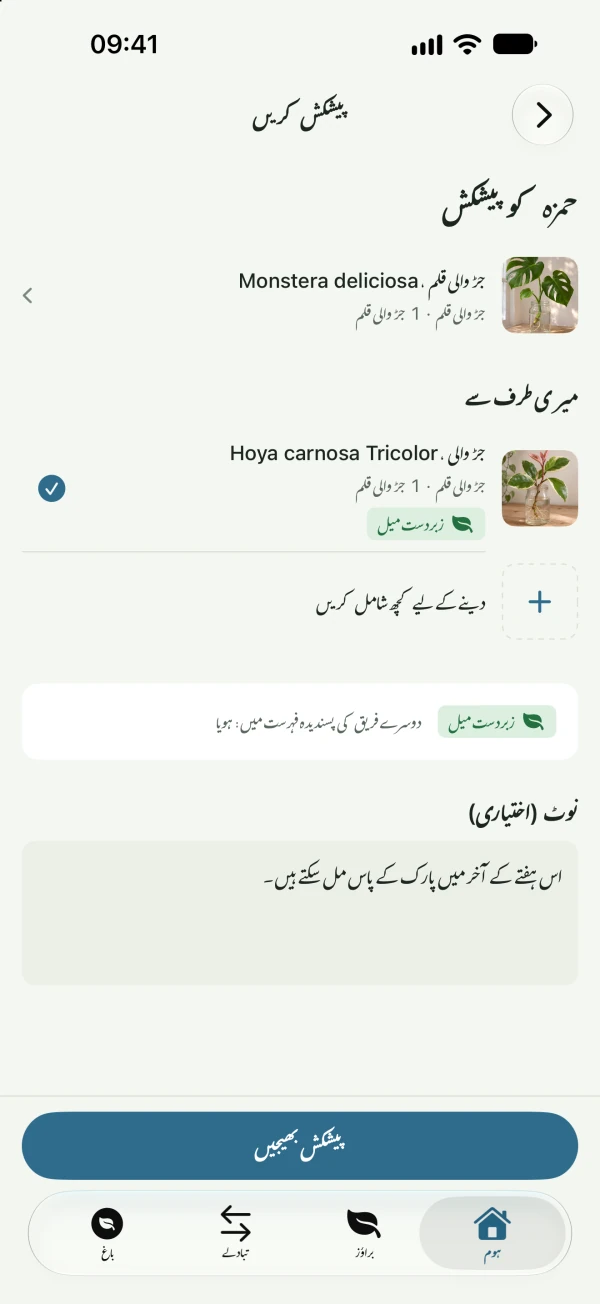 09:41
پیشکش کریں
حمزہ کو پیشکش
جڑ والی قلم، Monstera deliciosa
جڑ والی قلم · 1 جڑ والی قلم
میری طرف سے
جڑ والی، Hoya carnosa Tricolor
جڑ والی قلم · 1 جڑ والی قلم
زبردست میل
دینے کے لیے کچھ شامل کریں
زبردست میل دوسرے فریق کی پسندیدہ فہرست میں: ہویا
نوٹ (اختیاری)
اس ہفتے کے آخر میں پارک کے پاس مل سکتے ہیں۔
پیشکش بھیجیں
ہوم
براؤز
تبادلے
باغ